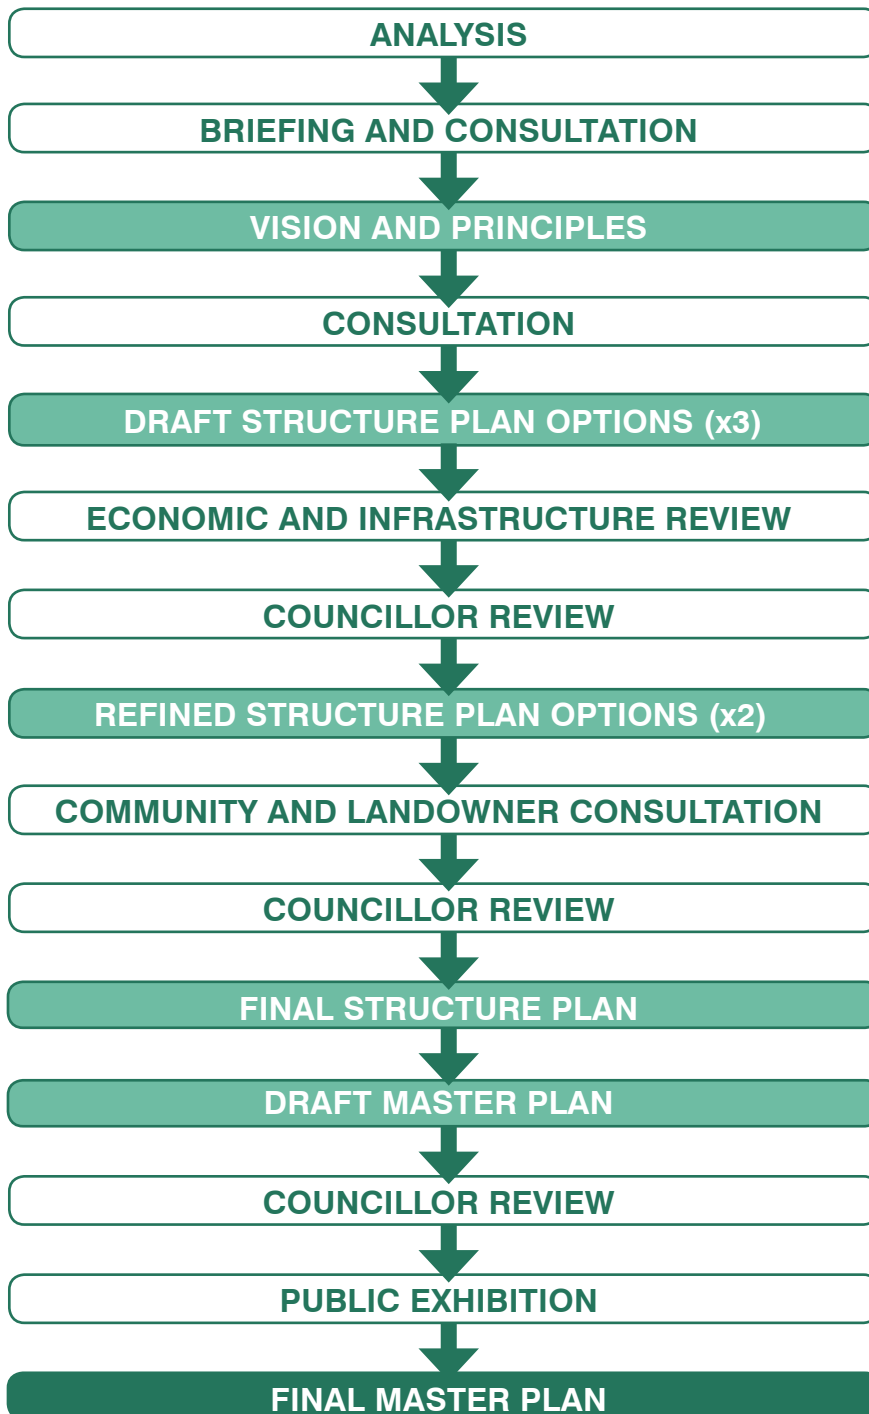 ANALYSIS
BRIEFING AND CONSULTATION
VISION AND PRINCIPLES
CONSULTATION
DRAFT STRUCTURE PLAN OPTIONS (x3)
ECONOMIC AND INFRASTRUCTURE REVIEW
COUNCILLOR REVIEW
REFINED STRUCTURE PLAN OPTIONS (x2)
COMMUNITY AND LANDOWNER CONSULTATION
COUNCILLOR REVIEW
FINAL STRUCTURE PLAN
DRAFT MASTER PLAN
COUNCILLOR REVIEW
PUBLIC EXHIBITION
FINAL MASTER PLAN